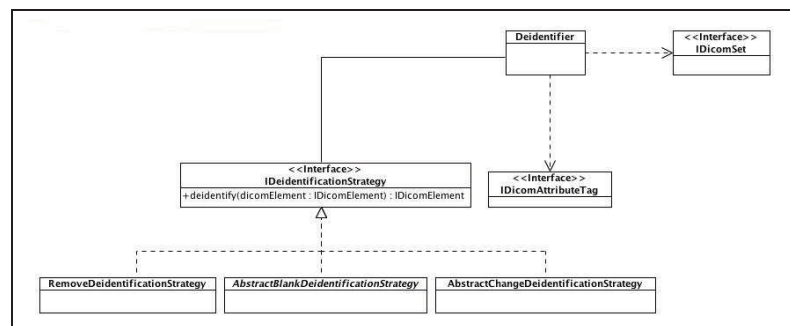 Deidentifier
<<Interface>>
IDicomSet
<<Interface>>
IDeidentificationStrategy
+deidentify(dicomElement : IDicomElement) : IDicomElement
<<Interface>>
IDicomAttributeTag
RemoveDeidentificationStrategy
AbstractBlankDeidentificationStrategy
AbstractChangeDeidentificationStrategy